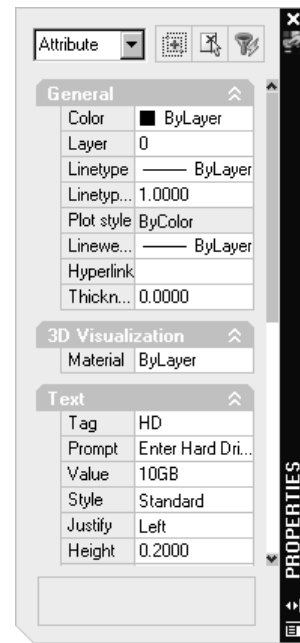 Attribute
General
Color ByLayer
Layer 0
Linetype ByLayer
Linetyp... 1.0000
Plot style ByColor
Linewe... ByLayer
Hyperlink
Thickn... 0.0000
3D Visualization
Material ByLayer
Text
Tag HD
Prompt Enter Hard Dri...
Value 10GB
Style Standard
Justify Left
Height 0.2000
PROPERTIES